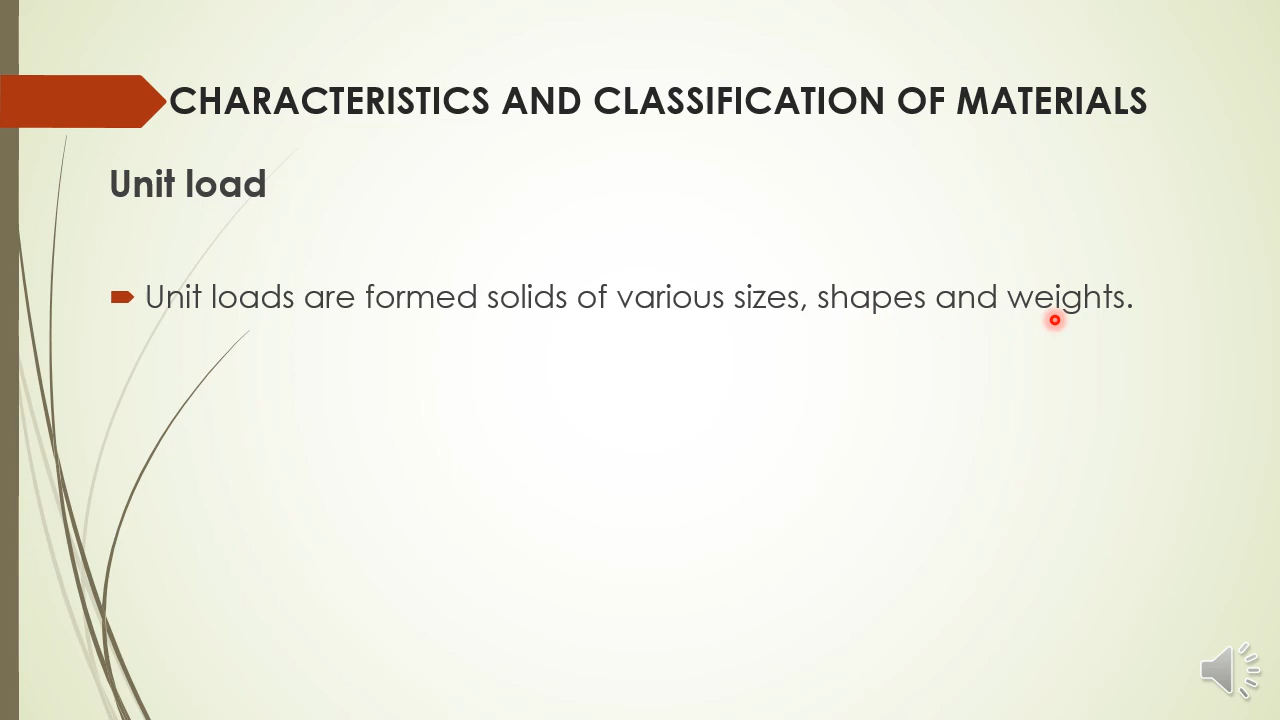 CHARACTERISTICS AND CLASSIFICATION OF MATERIALS
Unit load
Unit loads are formed solids of various sizes, shapes and weights.